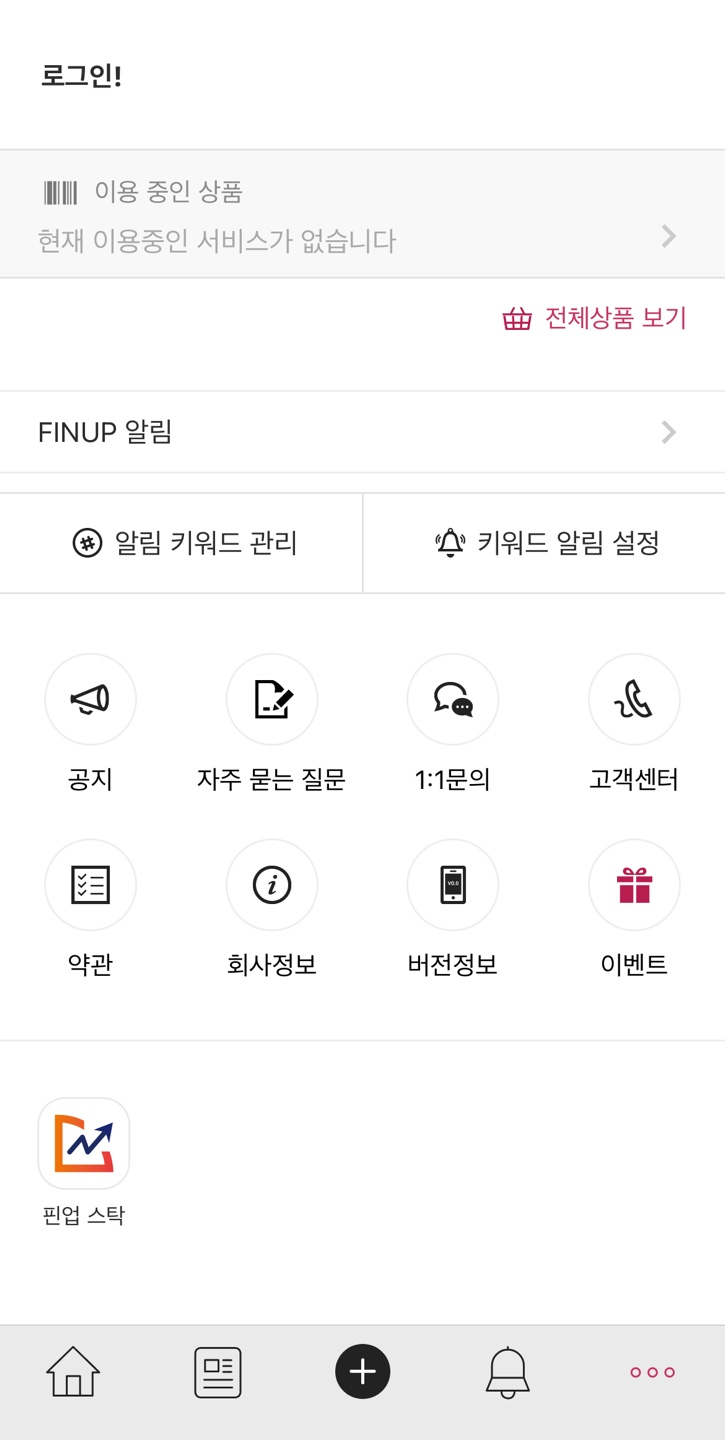 로그인!
이용 중인 상품
현재 이용중인 서비스가 없습니다
전체상품 보기
FINUP 알림
알림 키워드 관리
키워드 알림 설정
공지
자주 묻는 질문
1:1문의
고객센터
V0.0
약관
회사정보
버전정보
이벤트
핀업 스탁